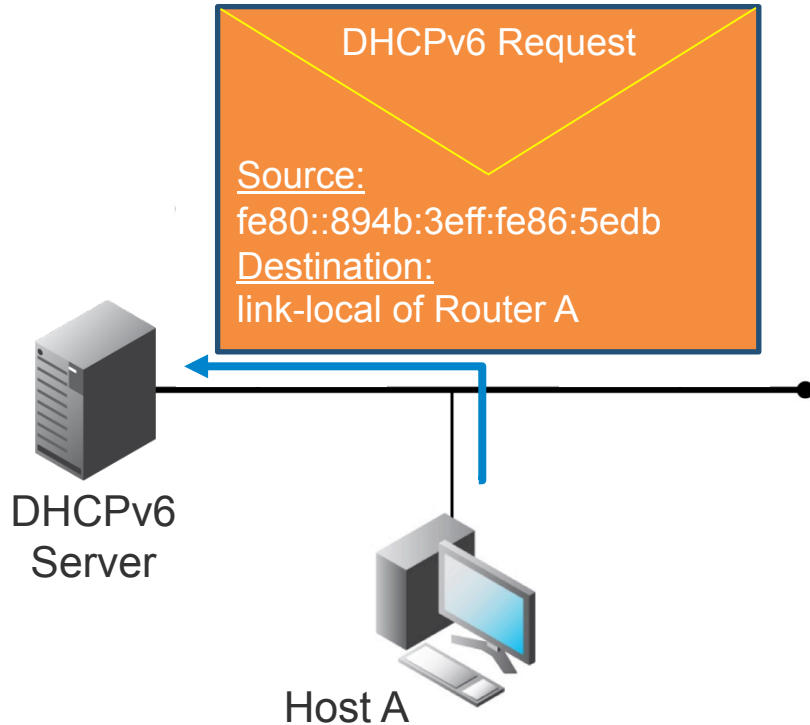 DHCPv6 Request
Source:
fe80::894b:3eff:fe86:5edb
Destination:
link-local of Router A
DHCPv6
Server
Host A